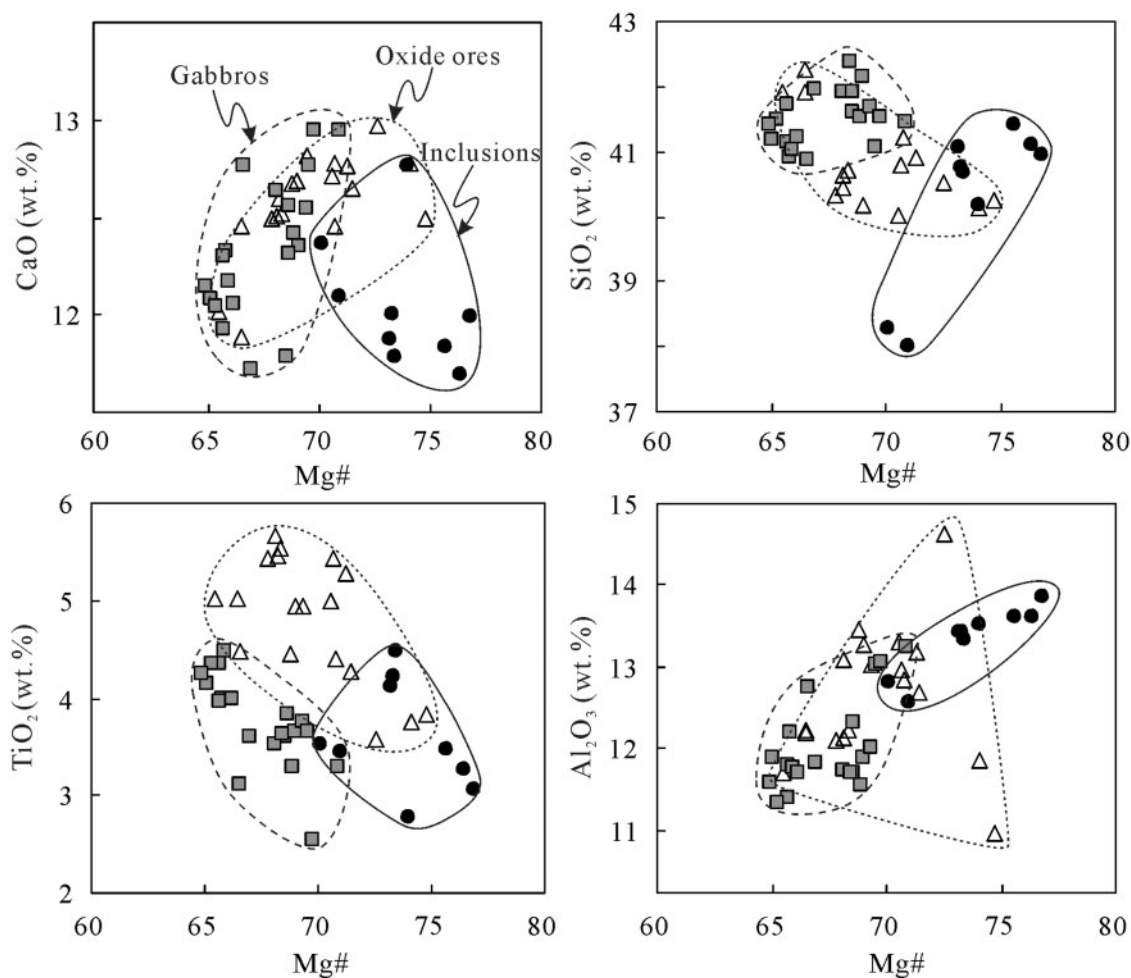 Gabbros
Oxide ores
Inclusions
13
12
CaO (wt.%)
60 65 70 75 80
Mg#
43
41
39
37
SiO₂ (wt.%)
60 65 70 75 80
Mg#
6
5
4
3
2
TiO₂ (wt.%)
60 65 70 75 80
Mg#
15
14
13
12
11
Al₂O₃ (wt.%)
60 65 70 75 80
Mg#